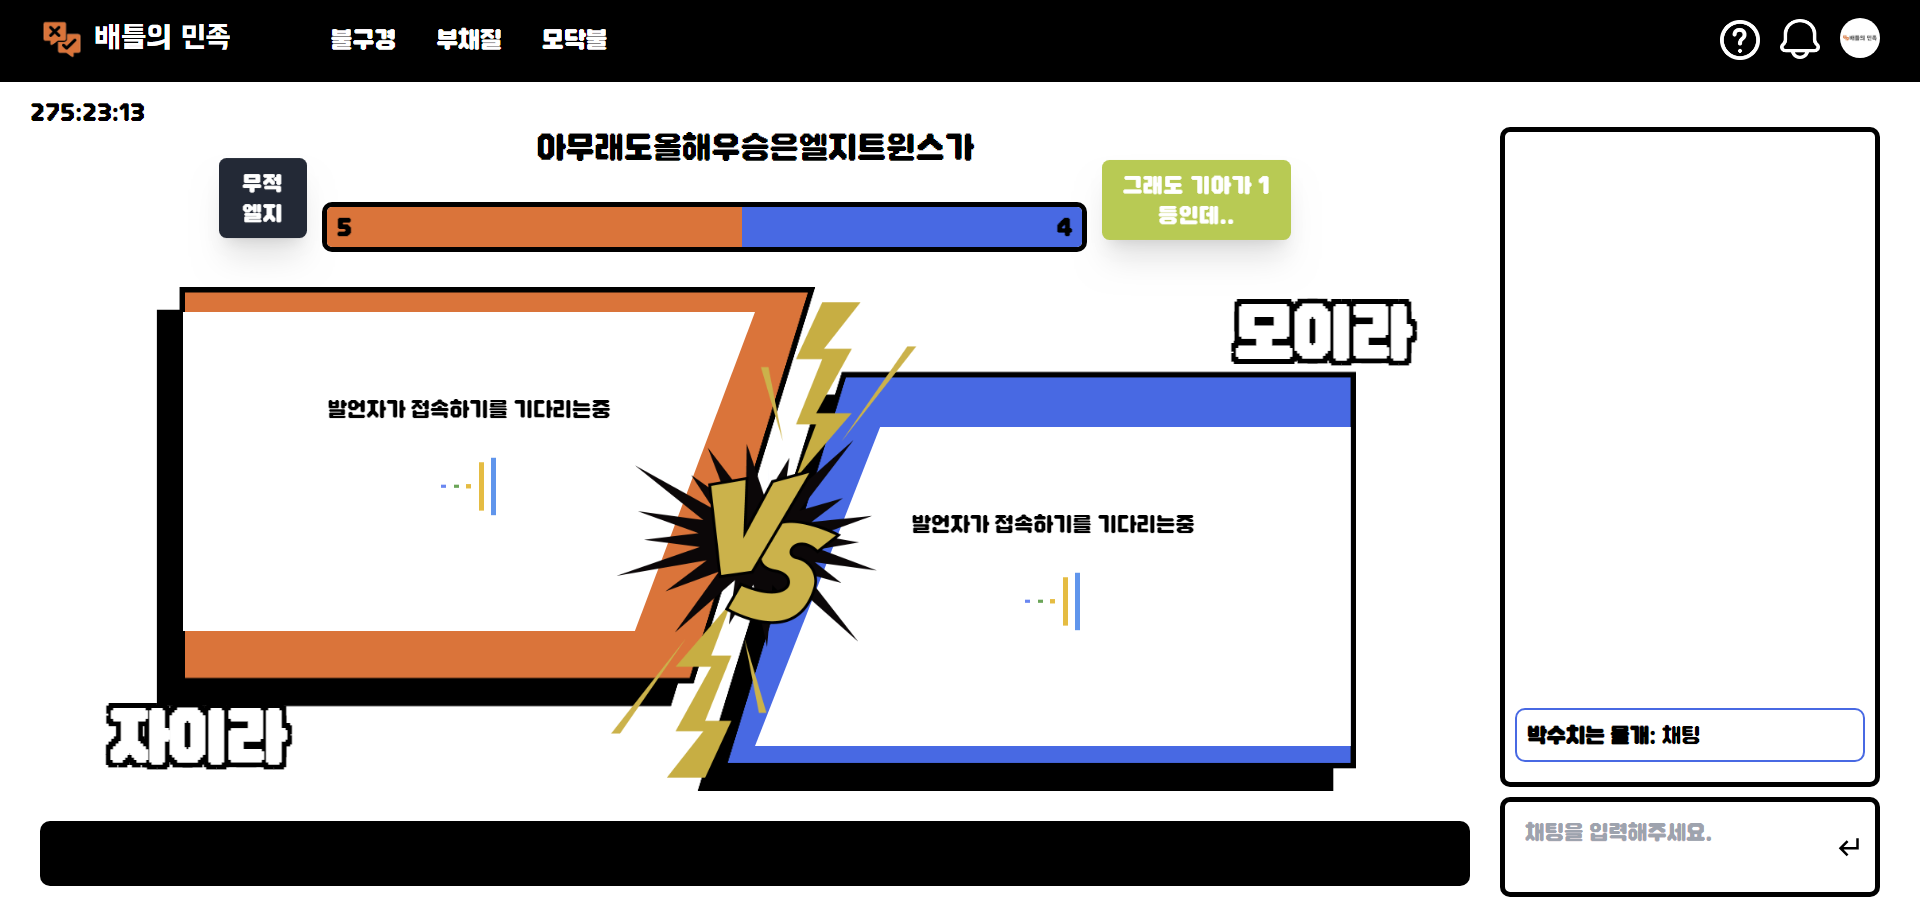 배틀의 민족
불구경 부채질 모닥불
275:23:13
아무래도올해우승은엘지트윈스가
무적
엘지
5
4
그래도 기아가 1
등인데..
모이라
발언자가 접속하기를 기다리는중
VS
발언자가 접속하기를 기다리는중
자이라
박수치는 물개: 채팅
채팅을 입력해주세요.